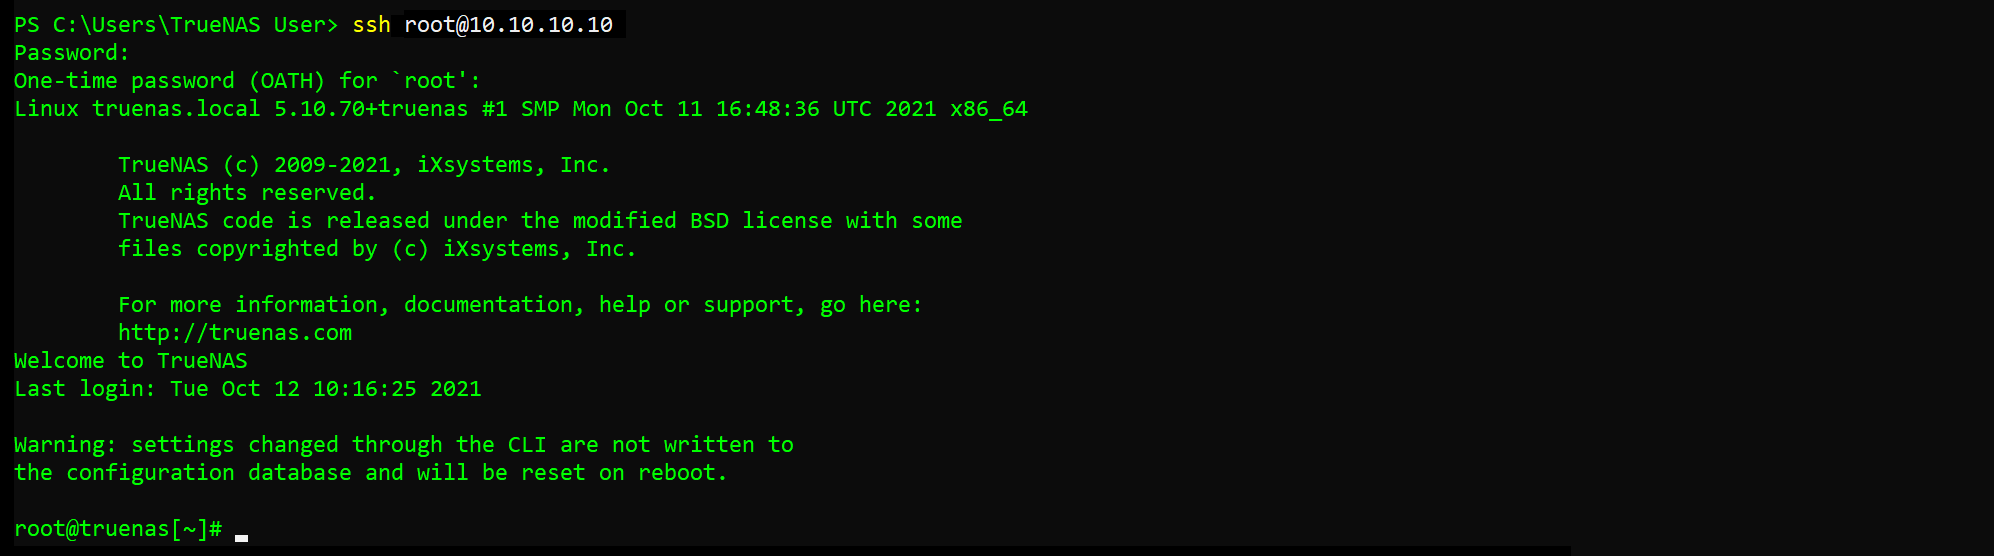 PS C:\Users\TrueNAS User> ssh root@10.10.10.10
Password:
One-time password (OATH) for `root':
Linux truenas.local 5.10.70+truenas #1 SMP Mon Oct 11 16:48:36 UTC 2021 x86_64
TrueNAS (c) 2009-2021, iXsystems, Inc.
All rights reserved.
TrueNAS code is released under the modified BSD license with some
files copyrighted by (c) iXsystems, Inc.
For more information, documentation, help or support, go here:
http://truenas.com
Welcome to TrueNAS
Last login: Tue Oct 12 10:16:25 2021
Warning: settings changed through the CLI are not written to
the configuration database and will be reset on reboot.
root@truenas[~]#